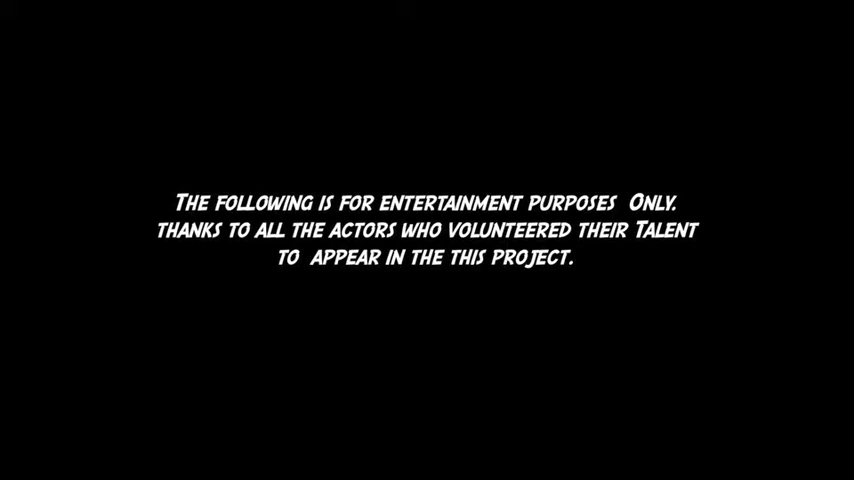 The following is for entertainment purposes Only.
thanks to all the actors who volunteered their Talent
to appear in the this project.